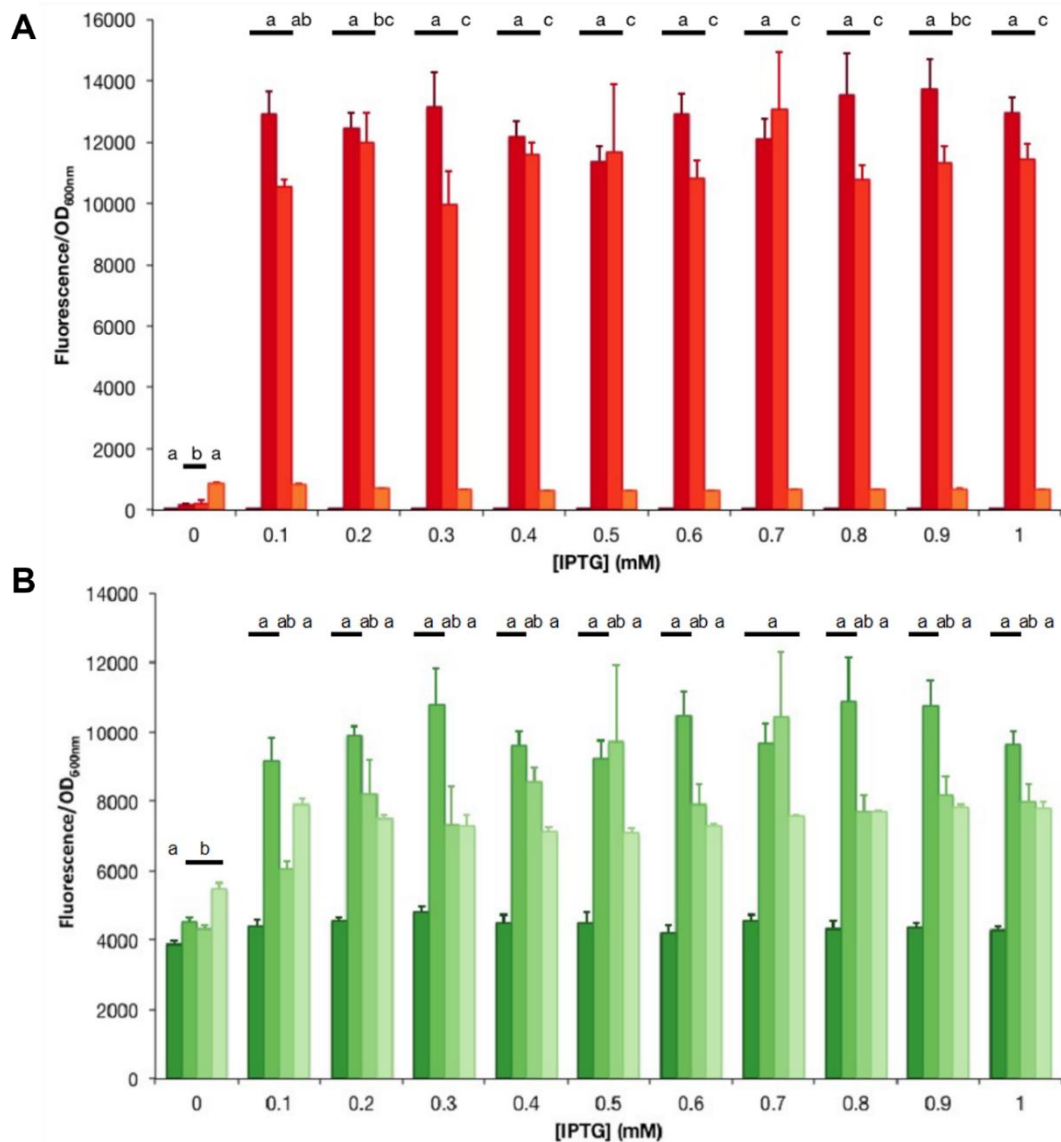 A
16000
a ab a bc a c a c a c a c a c a c a bc a c
14000
12000
10000
8000
6000
4000
2000
a b a
0
Fluorescence/OD600nm
0 0.1 0.2 0.3 0.4 0.5 0.6 0.7 0.8 0.9 1
[IPTG] (mM)
B
14000
a ab a a ab a a ab a a ab a a ab a a ab a a a ab a a ab a a ab a
12000
10000
8000
6000
a b
4000
2000
0
Fluorescence/OD600nm
0 0.1 0.2 0.3 0.4 0.5 0.6 0.7 0.8 0.9 1
[IPTG] (mM)